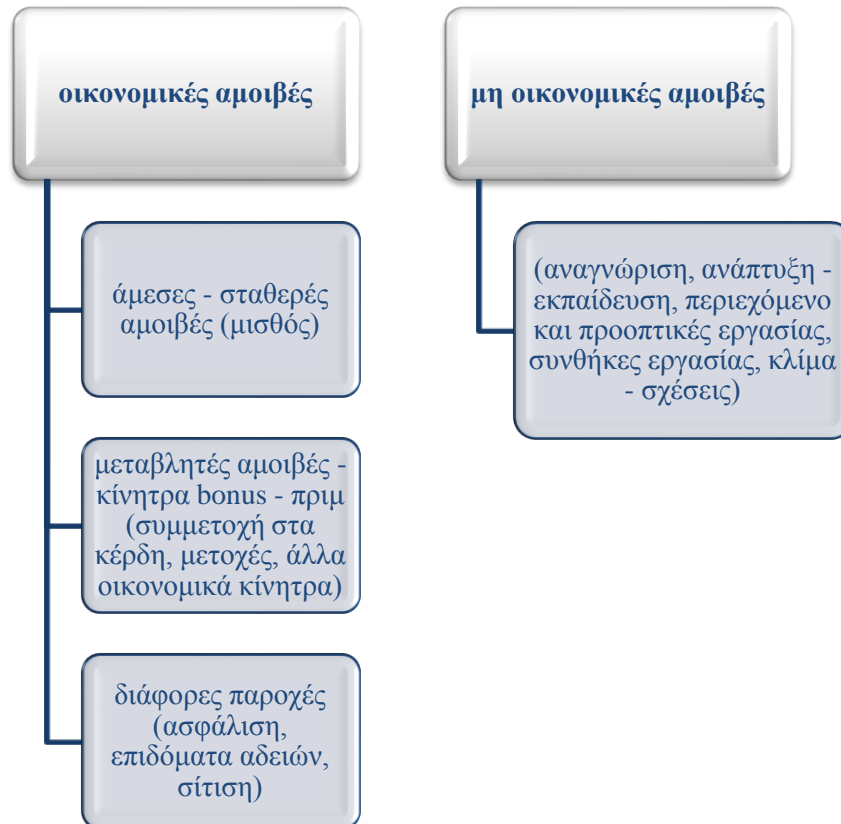 οικονομικές αμοιβές
άμεσες - σταθερές
αμοιβές (μισθός)
μεταβλητές αμοιβές -
κίνητρα bonus - πριμ
(συμμετοχή στα
κέρδη, μετοχές, άλλα
οικονομικά κίνητρα)
διάφορες παροχές
(ασφάλιση,
επιδόματα αδειών,
σίτιση)
μη οικονομικές αμοιβές
(αναγνώριση, ανάπτυξη -
εκπαίδευση, περιεχόμενο
και προοπτικές εργασίας,
συνθήκες εργασίας, κλίμα
- σχέσεις)